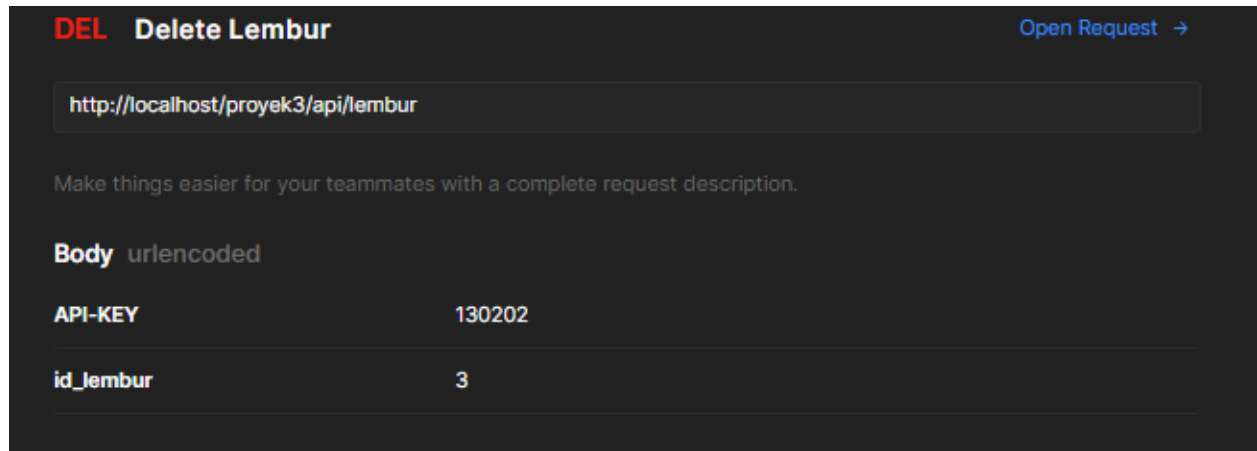 DEL Delete Lembur
Open Request →
http://localhost/proyek3/api/lembur
Make things easier for your teammates with a complete request description.
Body urlencoded
API-KEY 130202
id_lembur 3